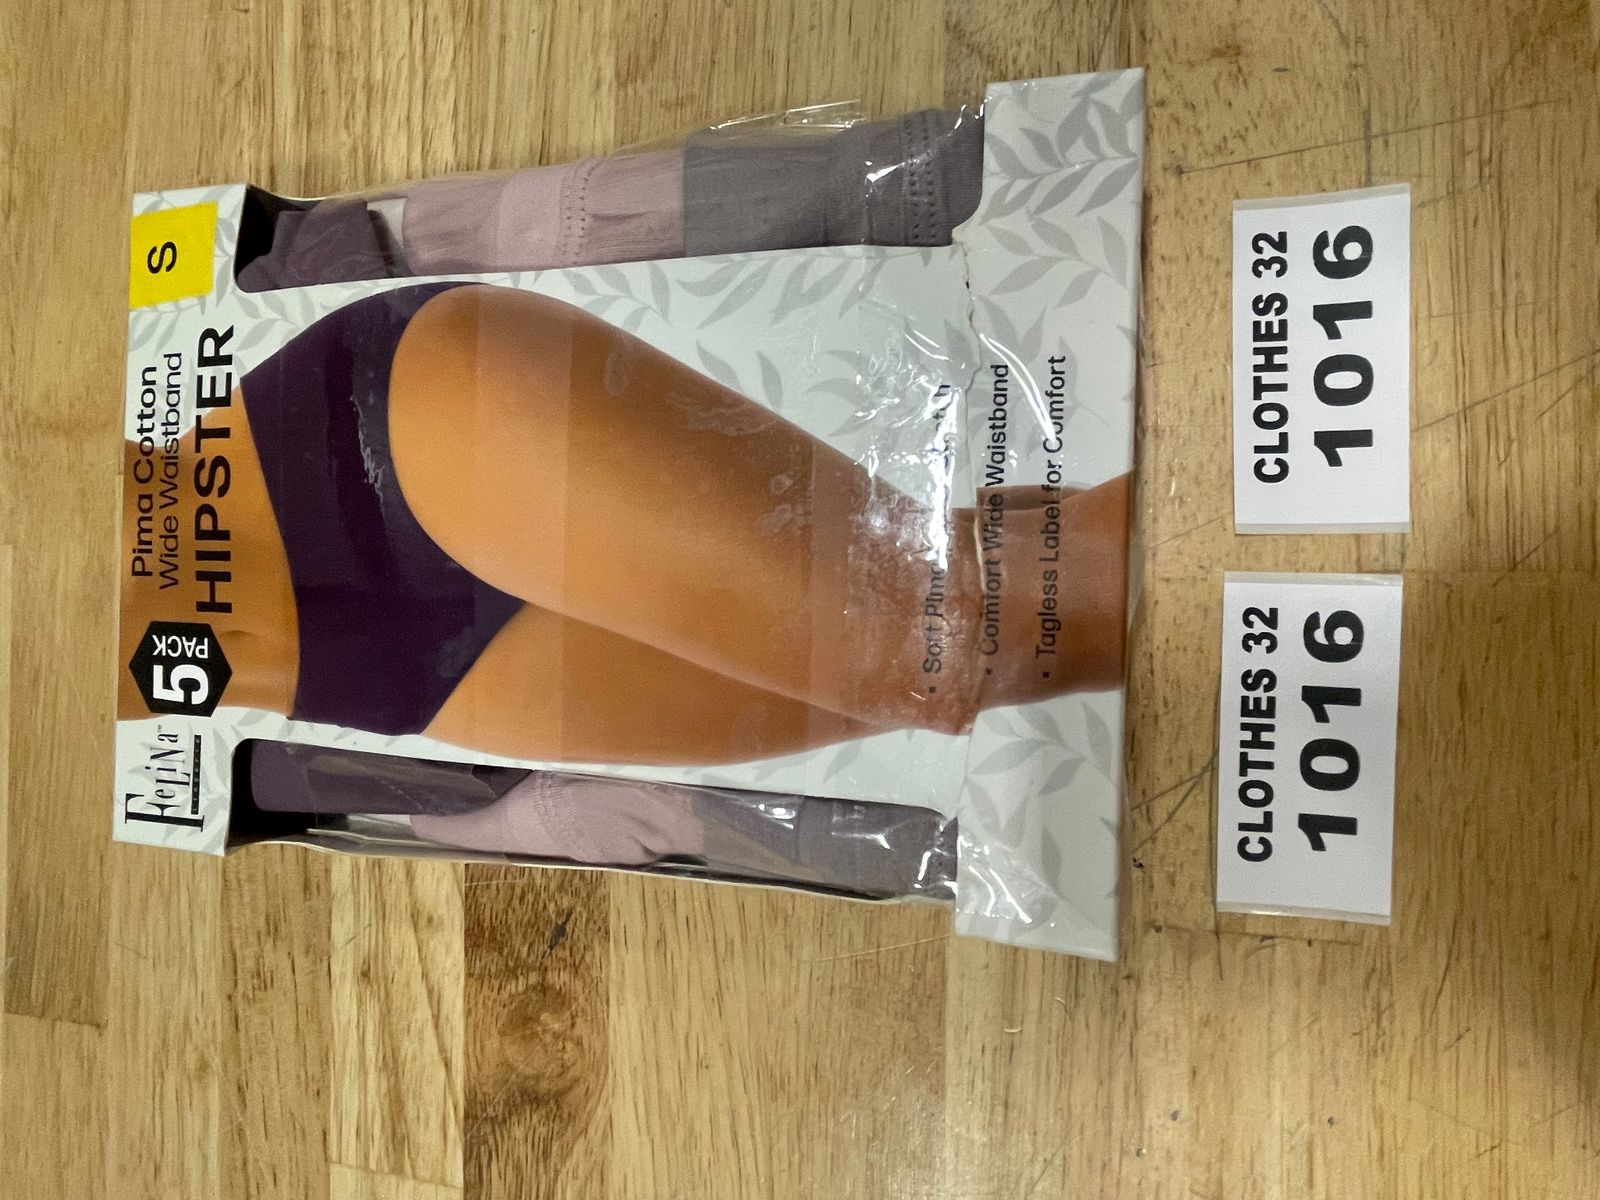 S
Pima Cotton
Wide Waistband
HIPSTER
5
PACK
FELINA
• Soft Pima
• Comfort Wide Waistband
• Tagless Label for Comfort
CLOTHES 32
1016
CLOTHES 32
1016